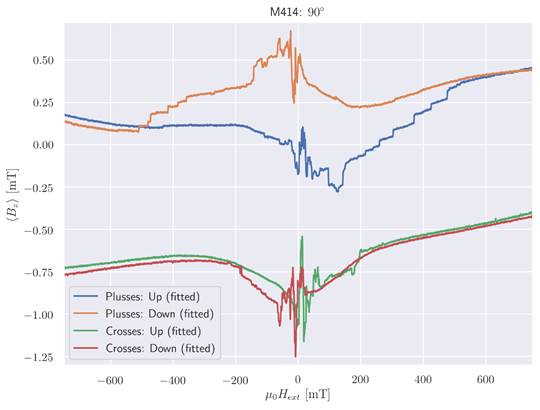 M414: 90°
0.50
0.25
0.00
−0.25
−0.50
−0.75
−1.00
−1.25
⟨B_z⟩ [mT]
Plusses: Up (fitted)
Plusses: Down (fitted)
Crosses: Up (fitted)
Crosses: Down (fitted)
−600 −400 −200 0 200 400 600
μ₀H_ext [mT]